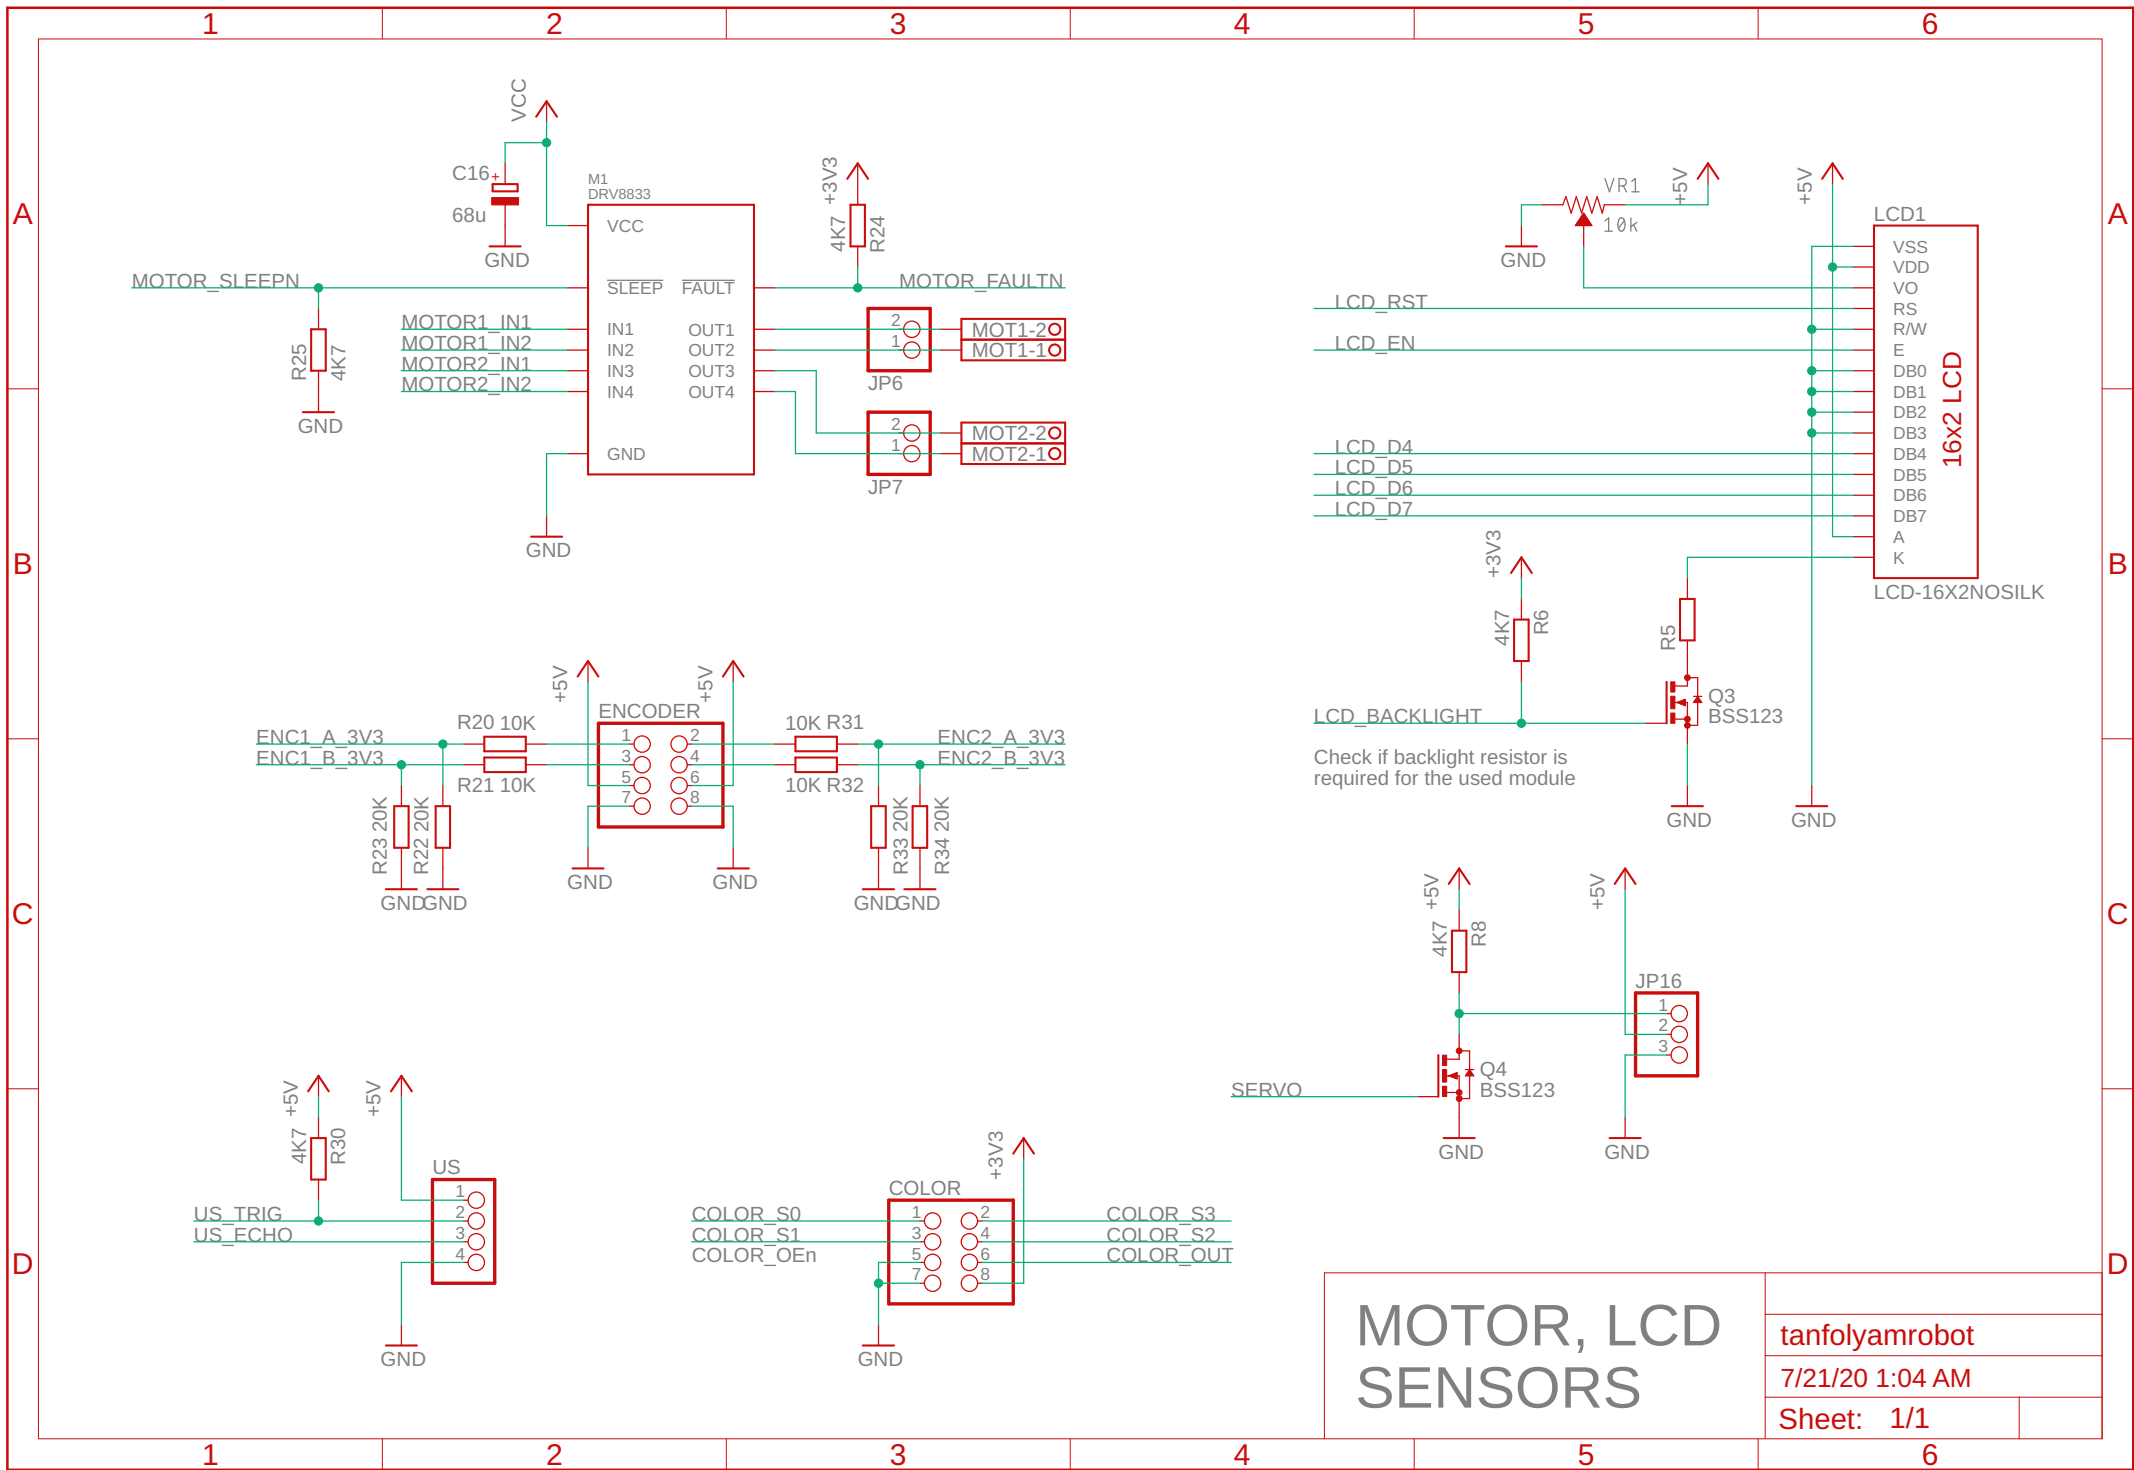 1 2 3 4 5 6
A A
B B
C C
D D
1 2 3 4 5 6
VCC
C16
+
68u
GND
M1
DRV8833
VCC
SLEEP FAULT
IN1 OUT1
IN2 OUT2
IN3 OUT3
IN4 OUT4
GND
GND
MOTOR_SLEEPN
R25
4K7
GND
MOTOR1_IN1
MOTOR1_IN2
MOTOR2_IN1
MOTOR2_IN2
+3V3
4K7
R24
MOTOR_FAULTN
2
1
JP6
MOT1-2
MOT1-1
2
1
JP7
MOT2-2
MOT2-1
VR1
10k
+5V
GND
+5V
LCD1
VSS
VDD
VO
RS
R/W
E
DB0
DB1
DB2
DB3
DB4
DB5
DB6
DB7
A
K
16x2 LCD
LCD-16X2NOSILK
LCD_RST
LCD_EN
LCD_D4
LCD_D5
LCD_D6
LCD_D7
+3V3
4K7
R6
R5
LCD_BACKLIGHT
Q3
BSS123
Check if backlight resistor is
required for the used module
GND
GND
+5V
+5V
ENCODER
1 2
3 4
5 6
7 8
ENC1_A_3V3
ENC1_B_3V3
R20 10K
R21 10K
R23 20K
R22 20K
GND
GND
GND
GND
10K R31
10K R32
ENC2_A_3V3
ENC2_B_3V3
R33 20K
R34 20K
GND
GND
+5V
4K7
R8
SERVO
Q4
BSS123
GND
+5V
JP16
1
2
3
GND
+5V
4K7
R30
+5V
US
1
2
3
4
US_TRIG
US_ECHO
GND
COLOR
1 2
3 4
5 6
7 8
COLOR_S0
COLOR_S1
COLOR_OEn
+3V3
COLOR_S3
COLOR_S2
COLOR_OUT
GND
MOTOR, LCD
SENSORS
tanfolyamrobot
7/21/20 1:04 AM
Sheet: 1/1